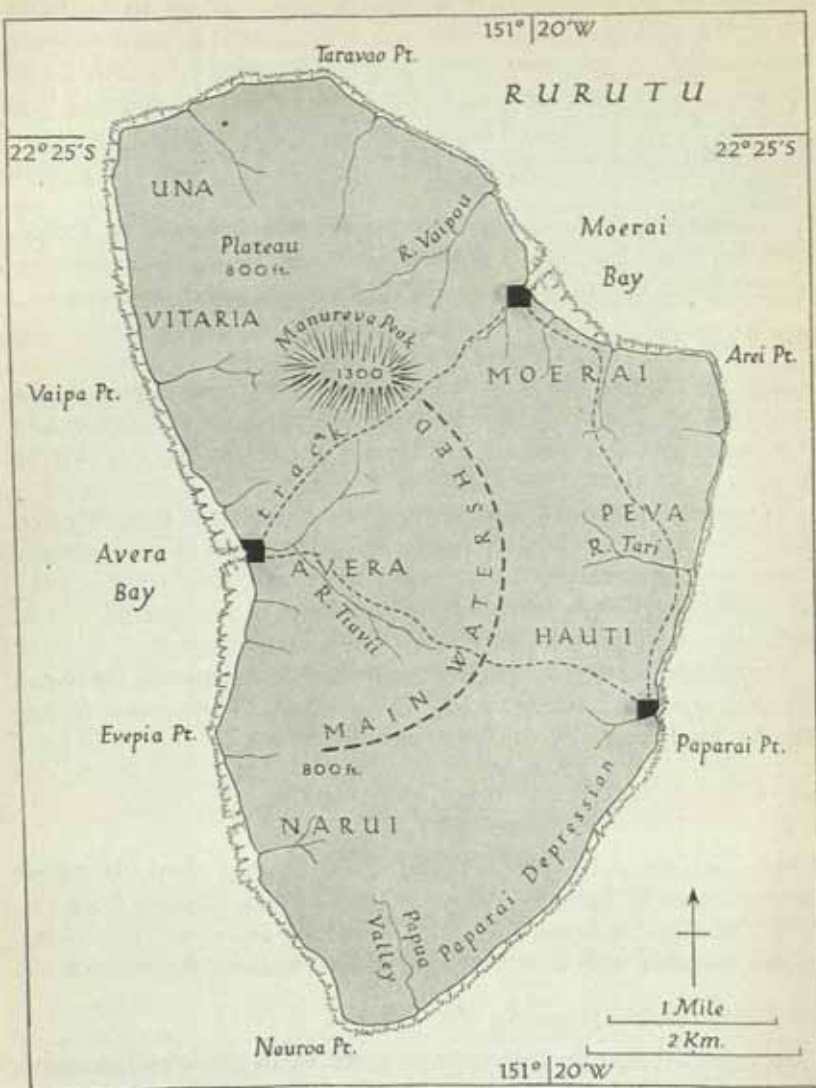 151° 20'W
Taravao Pt.
RURUTU
22° 25'S
22° 25'S
UNA
R. Vaipou
Moerai
Bay
Plateau
800 ft.
VITARIA
Manureva Peak
1300
MOERAI
Arei Pt.
Vaipa Pt.
track
PEVA
R. Tari
Avera
Bay
AVERA
R. Tiavii
HAUTI
MAIN WATERSHED
Evepia Pt.
Paparai Pt.
800 ft.
NARUI
Paparai Depression
Papua
Valley
1 Mile
2 Km.
Nouroa Pt.
151° 20'W